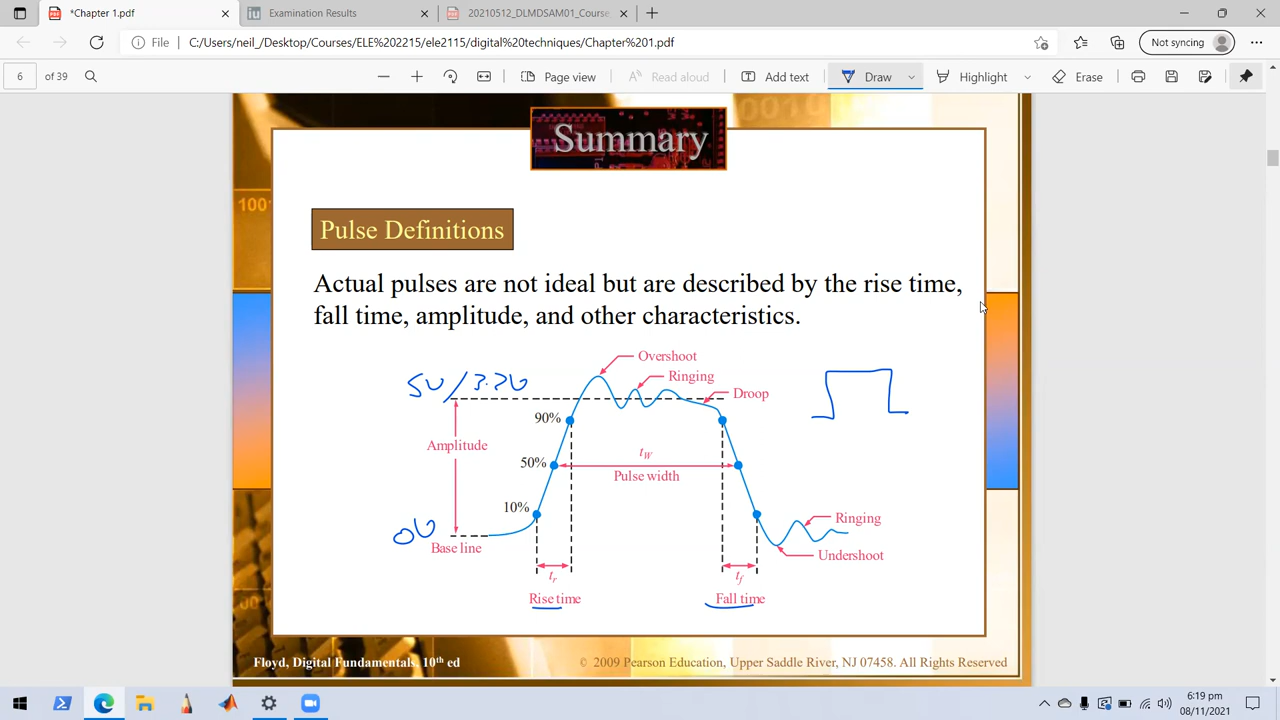 *Chapter 1.pdf
Examination Results
20210512_DLMDSAM01_Course
File
C:/Users/neil_/Desktop/Courses/ELE%202215/ele2115/digital%20techniques/Chapter%201.pdf
Not syncing
6 of 39
Page view
Read aloud
Add text
Draw
Highlight
Erase
Summary
Pulse Definitions
Actual pulses are not ideal but are described by the rise time,
fall time, amplitude, and other characteristics.
Overshoot
Ringing
Droop
5V/3.3V
90%
Amplitude
50%
tW
Pulse width
10%
0V
Base line
Ringing
Undershoot
tr
tf
Rise time
Fall time
Floyd, Digital Fundamentals, 10th ed
© 2009 Pearson Education, Upper Saddle River, NJ 07458. All Rights Reserved
6:19 pm
08/11/2021